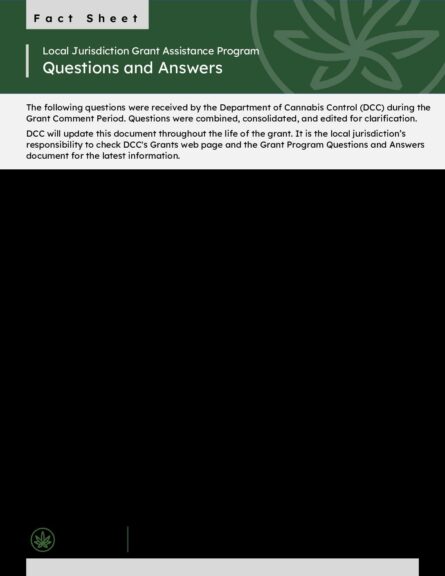 Fact Sheet
Local Jurisdiction Grant Assistance Program
Questions and Answers
The following questions were received by the Department of Cannabis Control (DCC) during the
Grant Comment Period. Questions were combined, consolidated, and edited for clarification.
DCC will update this document throughout the life of the grant. It is the local jurisdiction's
responsibility to check DCC's Grants web page and the Grant Program Questions and Answers
document for the latest information.